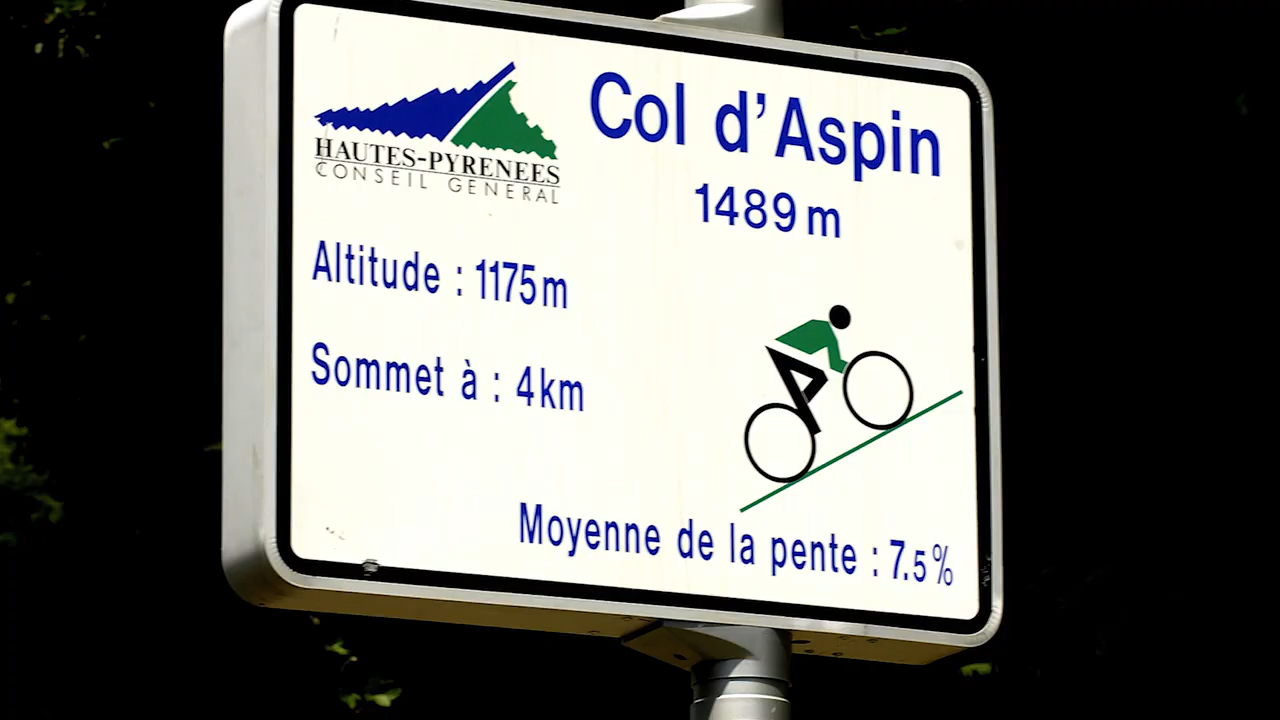 HAUTES-PYRENEES
CONSEIL GENERAL
Col d'Aspin
1489 m
Altitude : 1175m
Sommet à : 4km
Moyenne de la pente : 7.5%